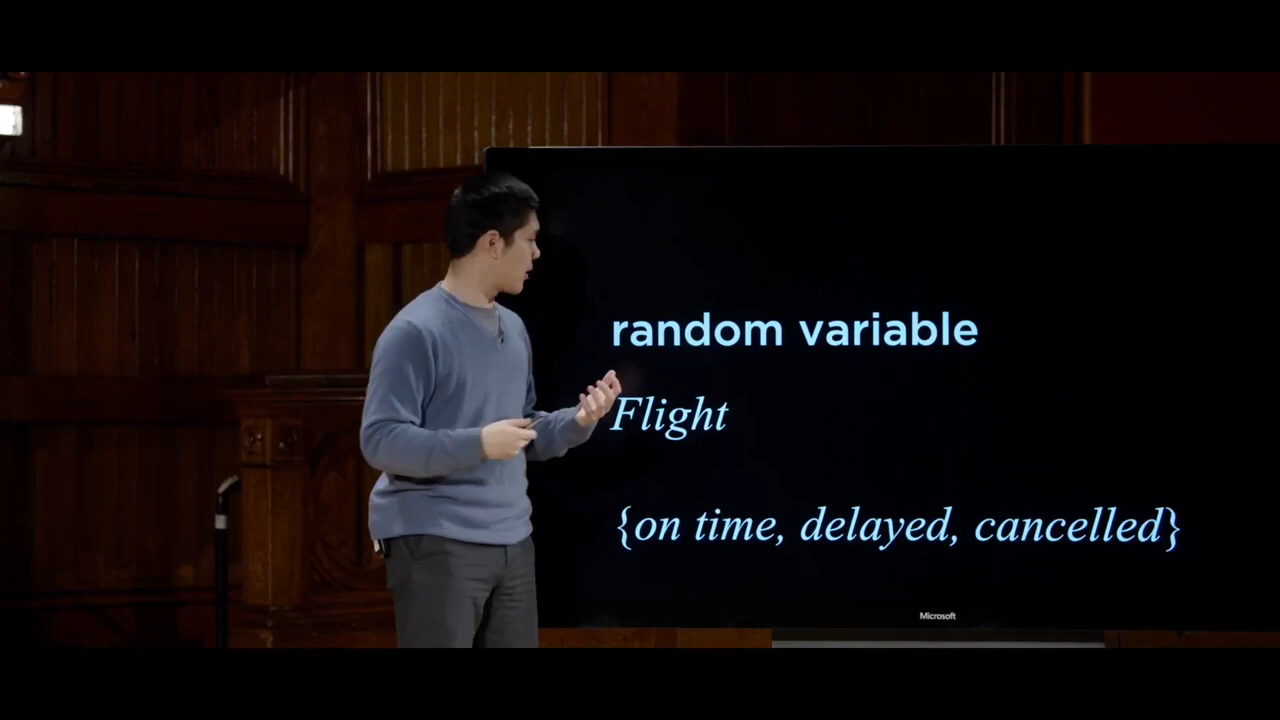 random variable
Flight
{on time, delayed, cancelled}
Microsoft